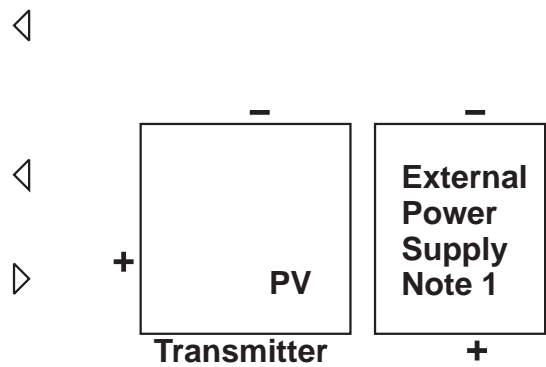 – –
External
Power
Supply
Note 1
+
PV
Transmitter
+